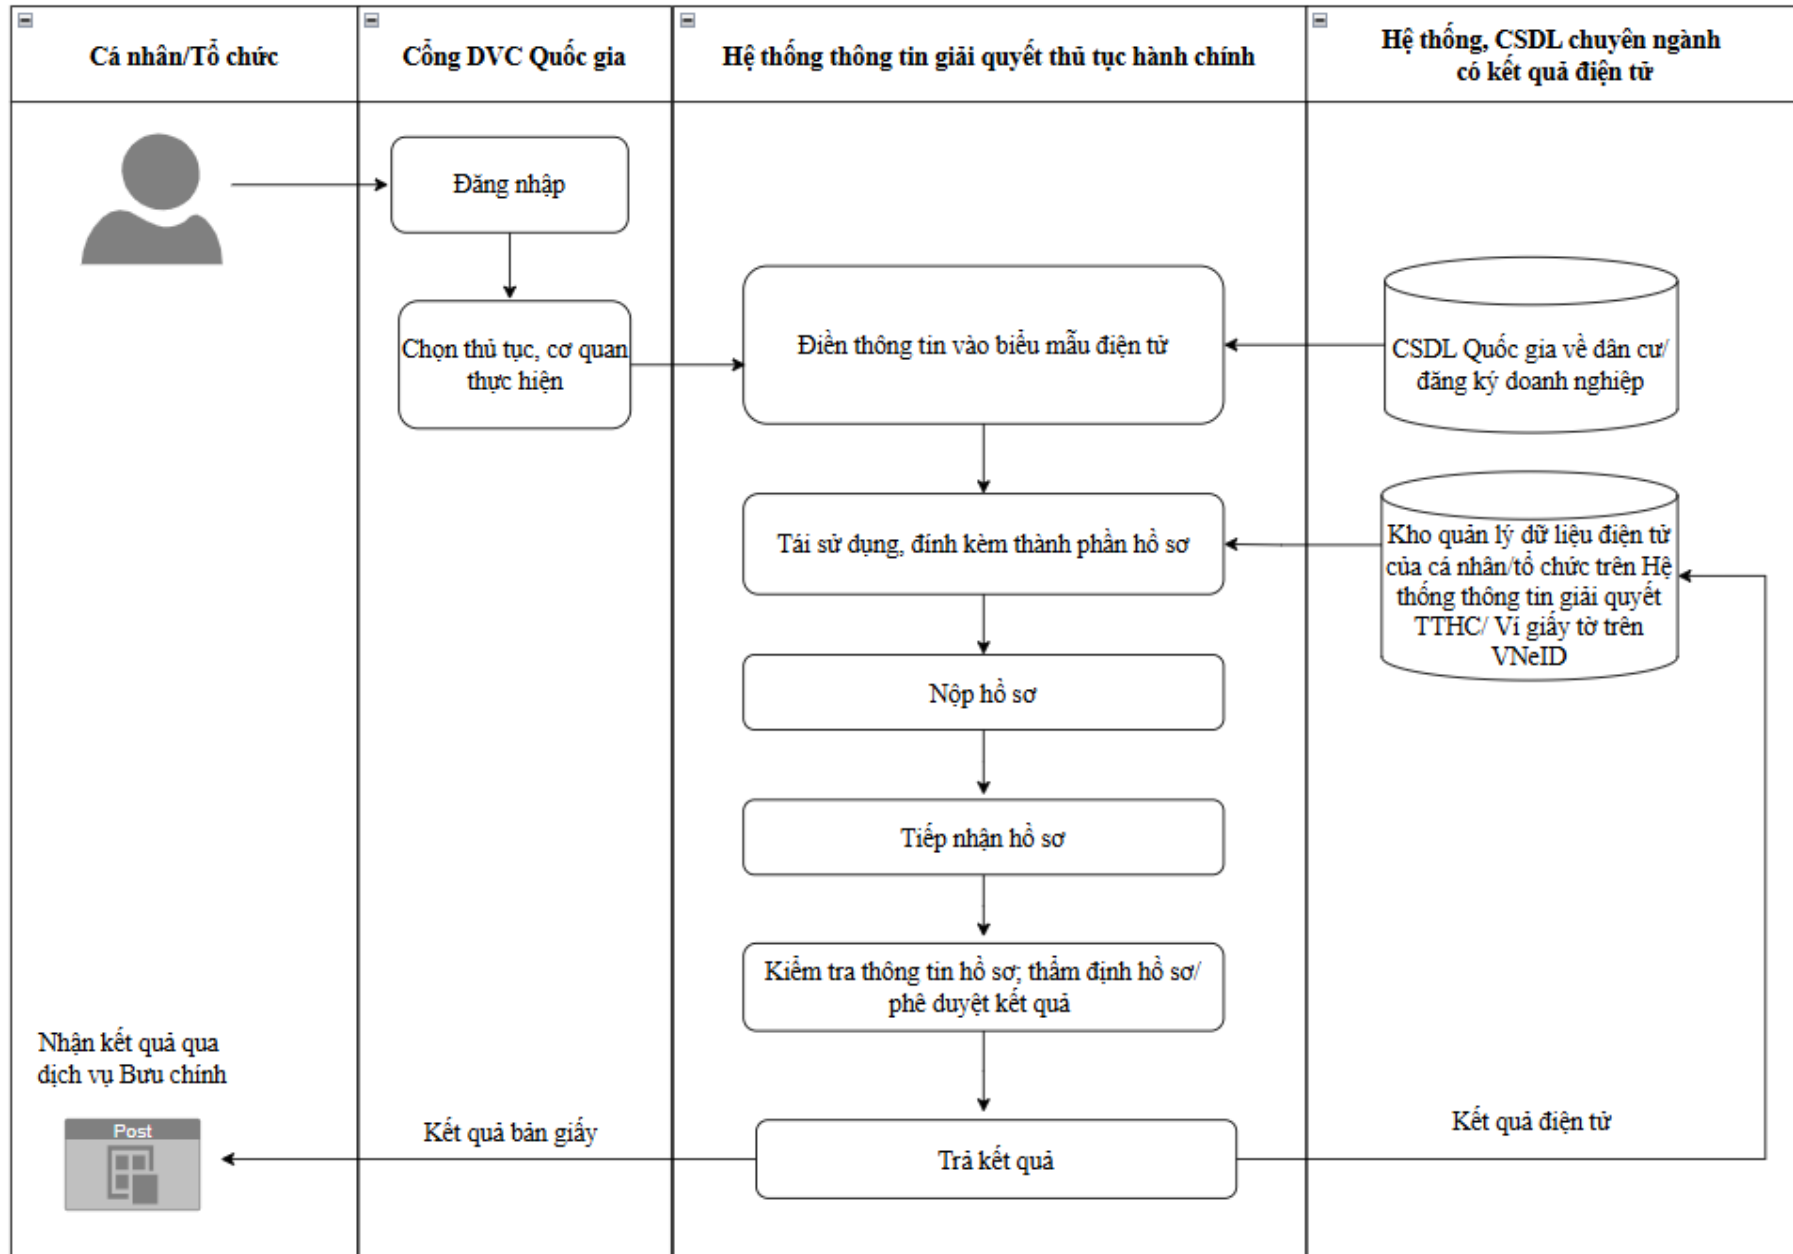 Cá nhân/Tổ chức
Cổng DVC Quốc gia
Hệ thống thông tin giải quyết thủ tục hành chính
Hệ thống, CSDL chuyên ngành
có kết quả điện tử
Đăng nhập
Chọn thủ tục, cơ quan
thực hiện
Điền thông tin vào biểu mẫu điện tử
CSDL Quốc gia về dân cư/
đăng ký doanh nghiệp
Tái sử dụng, đính kèm thành phần hồ sơ
Kho quản lý dữ liệu điện tử
của cá nhân/tổ chức trên Hệ
thống thông tin giải quyết
TTHC/ Ví giấy tờ trên
VNeID
Nộp hồ sơ
Tiếp nhận hồ sơ
Kiểm tra thông tin hồ sơ; thẩm định hồ sơ/
phê duyệt kết quả
Nhận kết quả qua
dịch vụ Bưu chính
Post
Kết quả bản giấy
Trả kết quả
Kết quả điện tử